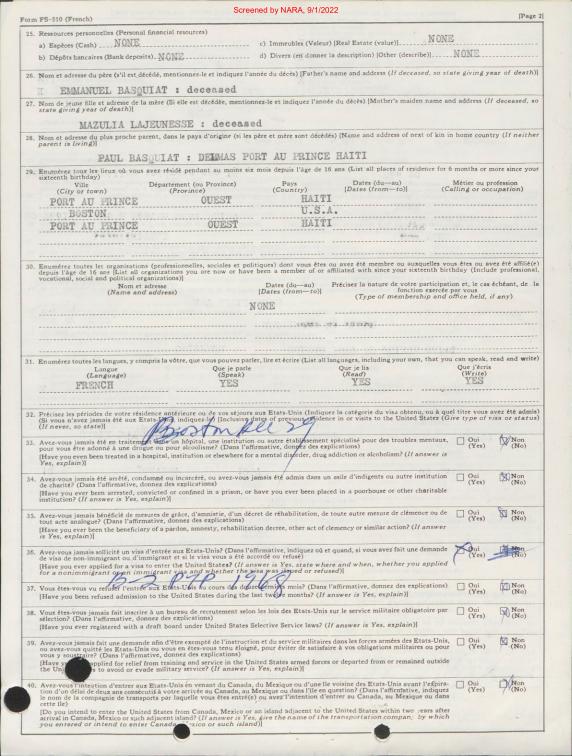 Screened by NARA, 9/1/2022
Form FS-510 (French)
[Page 2]
25. Ressources personnelles (Personal financial resources)
a) Espèces (Cash) NONE c) Immeubles (Valeur) [Real Estate (value)] NONE
b) Dépôts bancaires (Bank deposits) NONE d) Divers (en donner la description) [Other (describe)] NONE
26. Nom et adresse du père (s'il est décédé, mentionnez-le et indiquez l'année du décès) [Father's name and address (If deceased, so state giving year of death)]
EMMANUEL BASQUIAT : deceased
27. Nom de jeune fille et adresse de la mère (Si elle est décédée, mentionnez-le et indiquez l'année du décès) [Mother's maiden name and address (If deceased, so state giving year of death)]
MAZULIA LAJEUNESSE : deceased
28. Nom et adresse du plus proche parent, dans le pays d'origine (si les père et mère sont décédés) [Name and address of next of kin in home country (If neither
parent is living)]
PAUL BASQUIAT : DELMAS PORT AU PRINCE HAITI
29. Enumérez tous les lieux où vous avez résidé pendant au moins six mois depuis l'âge de 16 ans [List all places of residence for 6 months or more since your
sixteenth birthday)]
Ville Département (ou Province) Pays Dates (du—au) Métier ou profession
(City or town) (Province) (Country) [Dates (from—to)] (Calling or occupation)
PORT AU PRINCE OUEST HAITI
BOSTON U.S.A.
PORT AU PRINCE OUEST HAITI
30. Enumérez toutes les organisations (professionnelles, sociales et politiques) dont vous êtes ou avez été membre ou auxquelles vous êtes ou avez été affilié(e)
depuis l'âge de 16 ans [List all organizations you are now or have been a member of or affiliated with since your sixteenth birthday (Include professional,
vocational, social and political organizations)]
Nom et adresse Dates (du—au) Précisez la nature de votre participation et, le cas échéant, de la
(Name and address) [Dates (from—to)] fonction exercée par vous
(Type of membership and office held, if any)
NONE
31. Enumérez toutes les langues, y compris la vôtre, que vous pouvez parler, lire et écrire (List all languages, including your own, that you can speak, read and write)
Langue Que je parle Que je lis Que j'écris
(Language) (Speak) (Read) (Write)
FRENCH YES YES YES
32. Précisez les périodes de votre résidence antérieure ou de vos séjours aux Etats-Unis (Indiquez la catégorie du visa obtenu, ou à quel titre vous avez été admis)
(Si vous n'avez jamais été aux Etats-Unis, indiquez-le) [Inclusive dates of previous residence in or visits to the United States (Give type of visa or status)
(If never, so state)]
Boston
33. Avez-vous jamais été en traitement dans un hôpital, une institution ou autre établissement spécialisé pour des troubles mentaux, Oui Non
pour vous être adonné à une drogue ou pour alcoolisme? (Dans l'affirmative, donnez des explications) (Yes) (No)
[Have you ever been treated in a hospital, institution or elsewhere for a mental disorder, drug addiction or alcoholism? (If answer is
Yes, explain)]
34. Avez-vous jamais été arrêté, condamné ou incarcéré, ou avez-vous jamais été admis dans un asile d'indigents ou autre institution Oui Non
de charité? (Dans l'affirmative, donnez des explications) (Yes) (No)
[Have you ever been arrested, convicted or confined in a prison, or have you ever been placed in a poorhouse or other charitable
institution? (If answer is Yes, explain)]
35. Avez-vous jamais bénéficié de mesures de grâce, d'amnistie, d'un décret de réhabilitation, de toute autre mesure de clémence ou de Oui Non
tout acte analogue? (Dans l'affirmative, donnez des explications) (Yes) (No)
[Have you ever been the beneficiary of a pardon, amnesty, rehabilitation decree, other act of clemency or similar action? (If answer
is Yes, explain)]
36. Avez-vous jamais sollicité un visa d'entrée aux Etats-Unis? (Dans l'affirmative, indiquez où et quand, si vous avez fait une demande Oui Non
de visa de non-immigrant ou d'immigrant et si le visa vous a été accordé ou refusé) (Yes) (No)
[Have you ever applied for a visa to enter the United States? (If answer is Yes, state where and when, whether you applied
for a nonimmigrant or immigrant visa and whether the visa was issued or refused)]
B-2 PAP 1968
37. Vous êtes-vous vu refuser l'entrée aux Etats-Unis au cours des douze derniers mois? (Dans l'affirmative, donnez des explications) Oui Non
[Have you been refused admission to the United States during the last twelve months? (If answer is Yes, explain)] (Yes) (No)
38. Vous êtes-vous jamais fait inscrire à un bureau de recrutement selon les lois des Etats-Unis sur le service militaire obligatoire par Oui Non
sélection? (Dans l'affirmative, donnez des explications) (Yes) (No)
[Have you ever registered with a draft board under United States Selective Service laws? (If answer is Yes, explain)]
39. Avez-vous jamais fait une demande afin d'être exempté de l'instruction et du service militaires dans les forces armées des Etats-Unis, Oui Non
ou avez-vous quitté les Etats-Unis ou vous en êtes-vous tenu éloigné, pour éviter de satisfaire à vos obligations militaires ou pour (Yes) (No)
vous y soustraire? (Dans l'affirmative, donnez des explications)
[Have you applied for relief from training and service in the United States armed forces or departed from or remained outside
the United States to avoid or evade military service? (If answer is Yes, explain)]
40. Avez-vous l'intention d'entrer aux Etats-Unis en venant du Canada, du Mexique ou d'une île voisine des Etats-Unis avant l'expira- Oui Non
tion d'un délai de deux ans consécutif à votre arrivée au Canada, au Mexique ou dans l'île en question? (Dans l'affirmative, indiquez (Yes) (No)
le nom de la compagnie de transports par laquelle vous êtes entré(e) ou avez l'intention d'entrer au Canada, au Mexique ou dans
cette île)
[Do you intend to enter the United States from Canada, Mexico or an island adjacent to the United States within two years after
arrival in Canada, Mexico or such adjacent island? (If answer is Yes, give the name of the transportation company by which
you entered or intend to enter Canada, Mexico or such island)]